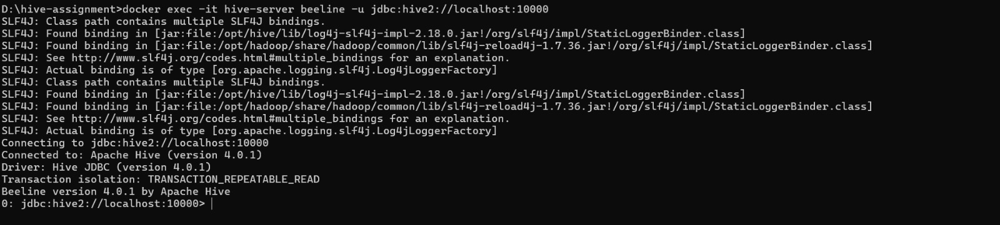 D:\hive-assignment>docker exec -it hive-server beeline -u jdbc:hive2://localhost:10000
SLF4J: Class path contains multiple SLF4J bindings.
SLF4J: Found binding in [jar:file:/opt/hive/lib/log4j-slf4j-impl-2.18.0.jar!/org/slf4j/impl/StaticLoggerBinder.class]
SLF4J: Found binding in [jar:file:/opt/hadoop/share/hadoop/common/lib/slf4j-reload4j-1.7.36.jar!/org/slf4j/impl/StaticLoggerBinder.class]
SLF4J: See http://www.slf4j.org/codes.html#multiple_bindings for an explanation.
SLF4J: Actual binding is of type [org.apache.logging.slf4j.Log4jLoggerFactory]
SLF4J: Class path contains multiple SLF4J bindings.
SLF4J: Found binding in [jar:file:/opt/hive/lib/log4j-slf4j-impl-2.18.0.jar!/org/slf4j/impl/StaticLoggerBinder.class]
SLF4J: Found binding in [jar:file:/opt/hadoop/share/hadoop/common/lib/slf4j-reload4j-1.7.36.jar!/org/slf4j/impl/StaticLoggerBinder.class]
SLF4J: See http://www.slf4j.org/codes.html#multiple_bindings for an explanation.
SLF4J: Actual binding is of type [org.apache.logging.slf4j.Log4jLoggerFactory]
Connecting to jdbc:hive2://localhost:10000
Connected to: Apache Hive (version 4.0.1)
Driver: Hive JDBC (version 4.0.1)
Transaction isolation: TRANSACTION_REPEATABLE_READ
Beeline version 4.0.1 by Apache Hive
0: jdbc:hive2://localhost:10000>